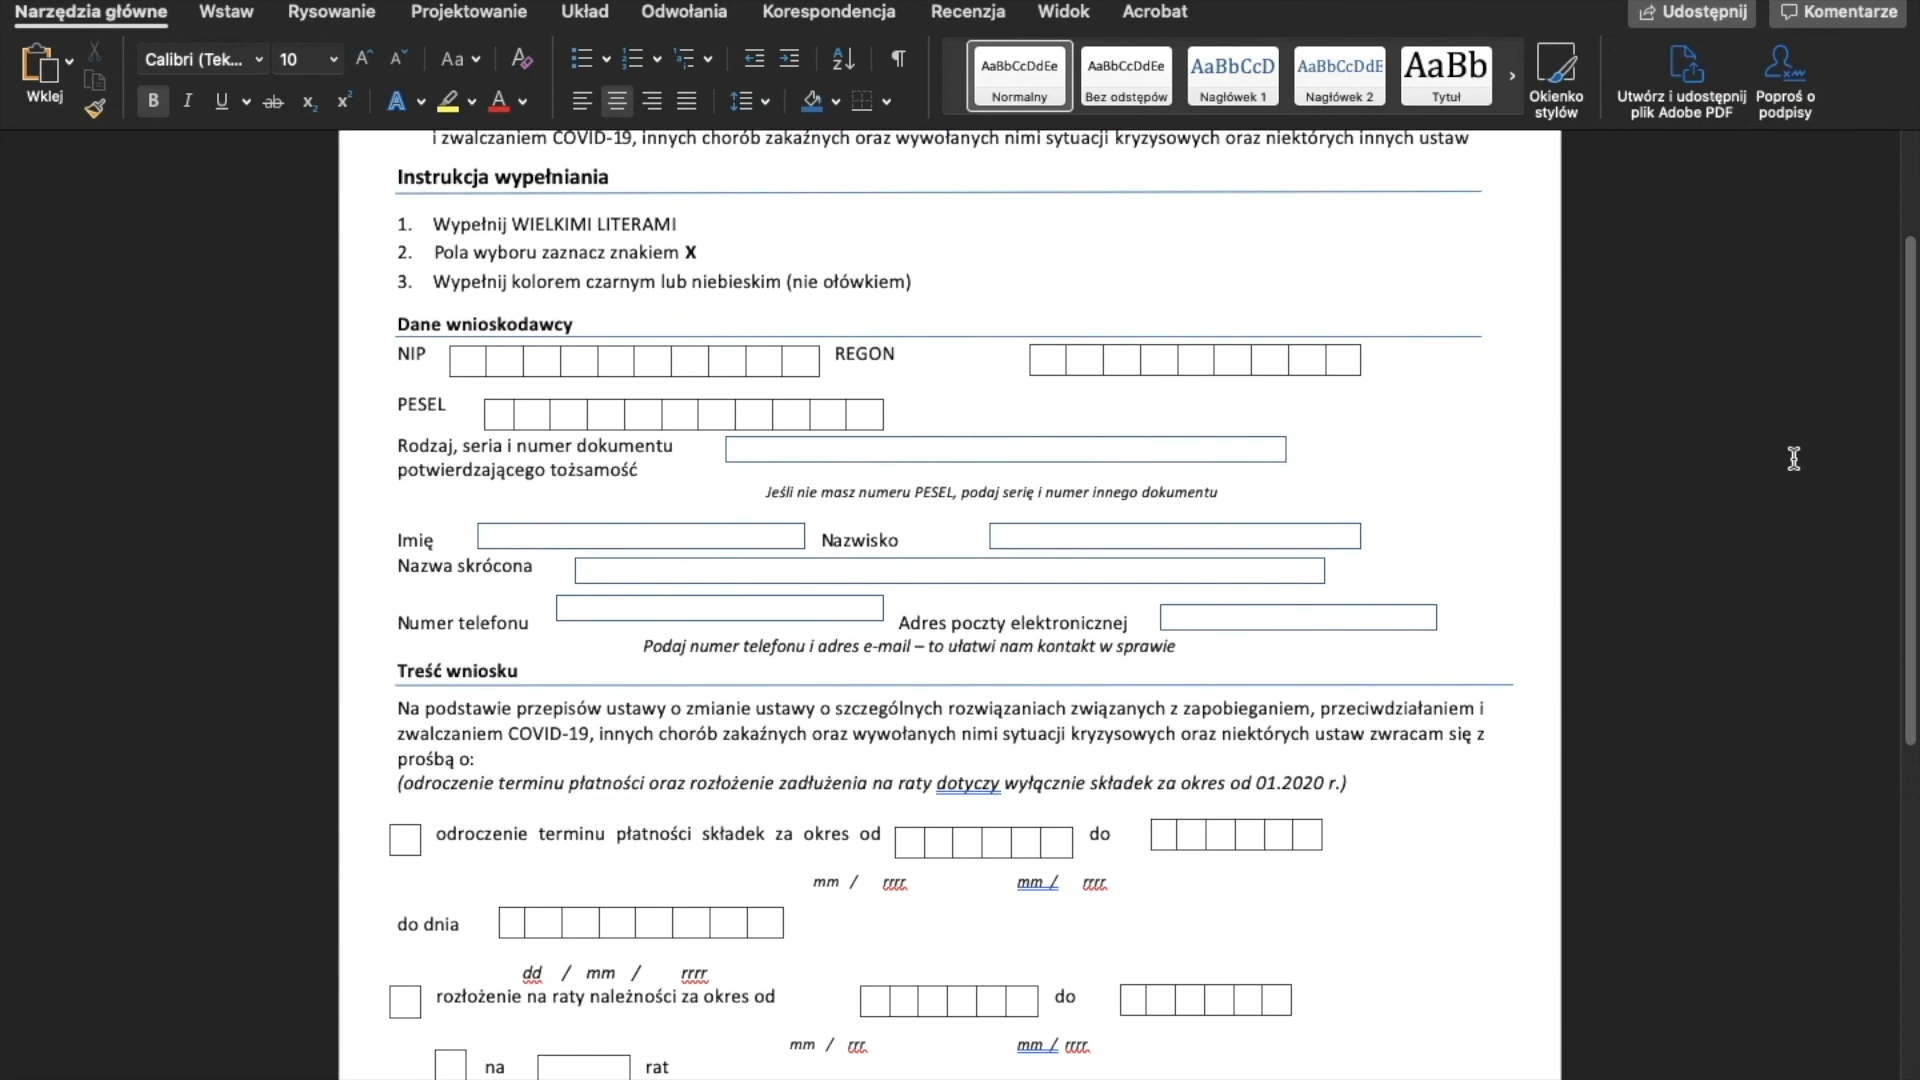 Narzędzia główne Wstaw Rysowanie Projektowanie Układ Odwołania Korespondencja Recenzja Widok Acrobat Udostępnij Komentarze
Wklej
Calibri (Tek... 10 A^ A˅ Aa A
B I U ab x₂ x² A A
AaBbCcDdEe AaBbCcDdEe AaBbCcD AaBbCcDdE AaBb
Normalny Bez odstępów Nagłówek 1 Nagłówek 2 Tytuł
Okienko stylów
Utwórz i udostępnij plik Adobe PDF
Poproś o podpisy
i zwalczaniem COVID-19, innych chorób zakaźnych oraz wywołanych nimi sytuacji kryzysowych oraz niektórych innych ustaw
Instrukcja wypełniania
1. Wypełnij WIELKIMI LITERAMI
2. Pola wyboru zaznacz znakiem X
3. Wypełnij kolorem czarnym lub niebieskim (nie ołówkiem)
Dane wnioskodawcy
NIP REGON
PESEL
Rodzaj, seria i numer dokumentu
potwierdzającego tożsamość
Jeśli nie masz numeru PESEL, podaj serię i numer innego dokumentu
Imię Nazwisko
Nazwa skrócona
Numer telefonu Adres poczty elektronicznej
Podaj numer telefonu i adres e-mail – to ułatwi nam kontakt w sprawie
Treść wniosku
Na podstawie przepisów ustawy o zmianie ustawy o szczególnych rozwiązaniach związanych z zapobieganiem, przeciwdziałaniem i
zwalczaniem COVID-19, innych chorób zakaźnych oraz wywołanych nimi sytuacji kryzysowych oraz niektórych ustaw zwracam się z
prośbą o:
(odroczenie terminu płatności oraz rozłożenie zadłużenia na raty dotyczy wyłącznie składek za okres od 01.2020 r.)
odroczenie terminu płatności składek za okres od do
mm / rrrr mm / rrrr
do dnia
dd / mm / rrrr
rozłożenie na raty należności za okres od do
mm / rrr mm / rrrr
na rat